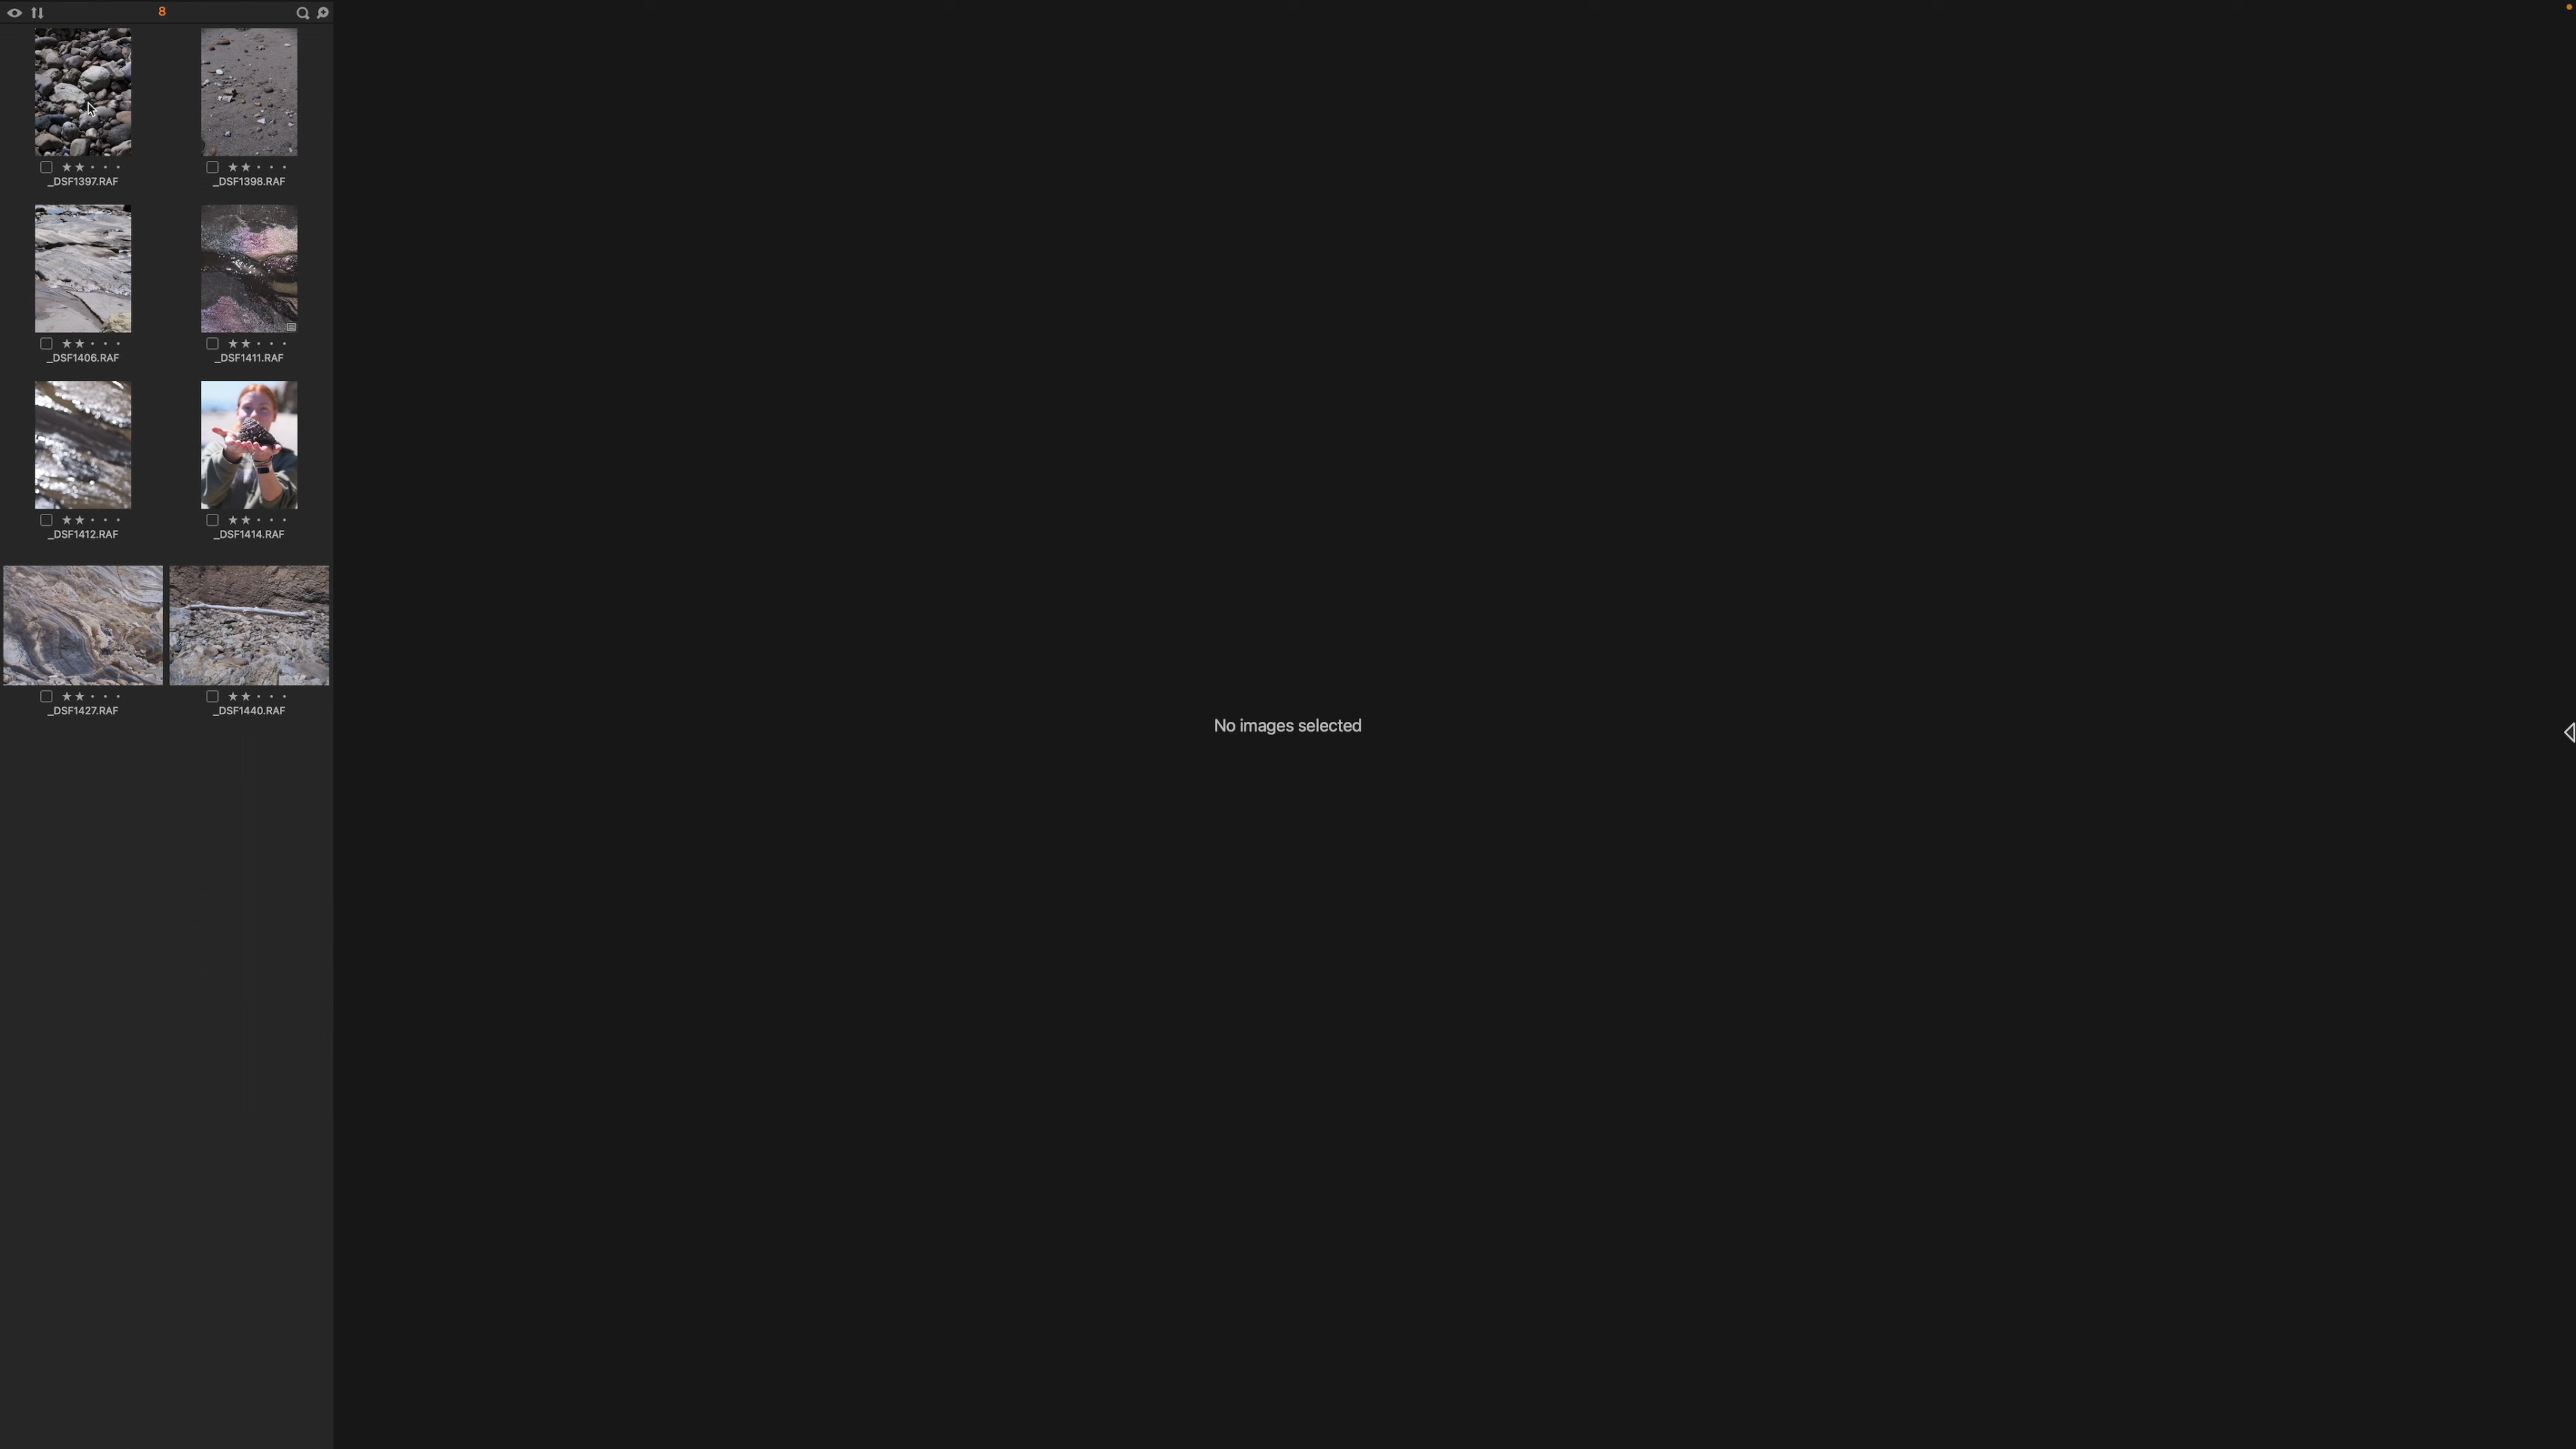 8
_DSF1397.RAF
_DSF1398.RAF
_DSF1406.RAF
_DSF1411.RAF
_DSF1412.RAF
_DSF1414.RAF
_DSF1427.RAF
_DSF1440.RAF
No images selected